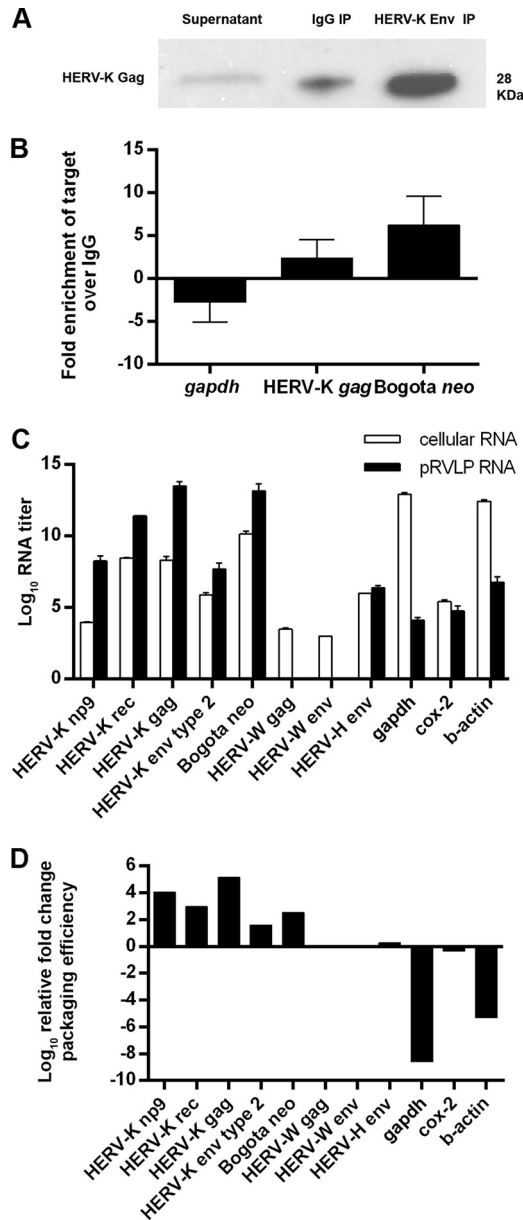 A
Supernatant IgG IP HERV-K Env IP
HERV-K Gag
28
KDa
B
Fold enrichment of target
over IgG
15
10
5
0
-5
-10
gapdh HERV-K gag Bogota neo
C
cellular RNA
pRVLP RNA
Log10 RNA titer
15
10
5
0
HERV-K np9
HERV-K rec
HERV-K gag
HERV-K env type 2
Bogota neo
HERV-W gag
HERV-W env
HERV-H env
gapdh
cox-2
b-actin
D
Log10 relative fold change
packaging efficiency
6
4
2
0
-2
-4
-6
-8
-10
HERV-K np9
HERV-K rec
HERV-K gag
HERV-K env type 2
Bogota neo
HERV-W gag
HERV-W env
HERV-H env
gapdh
cox-2
b-actin